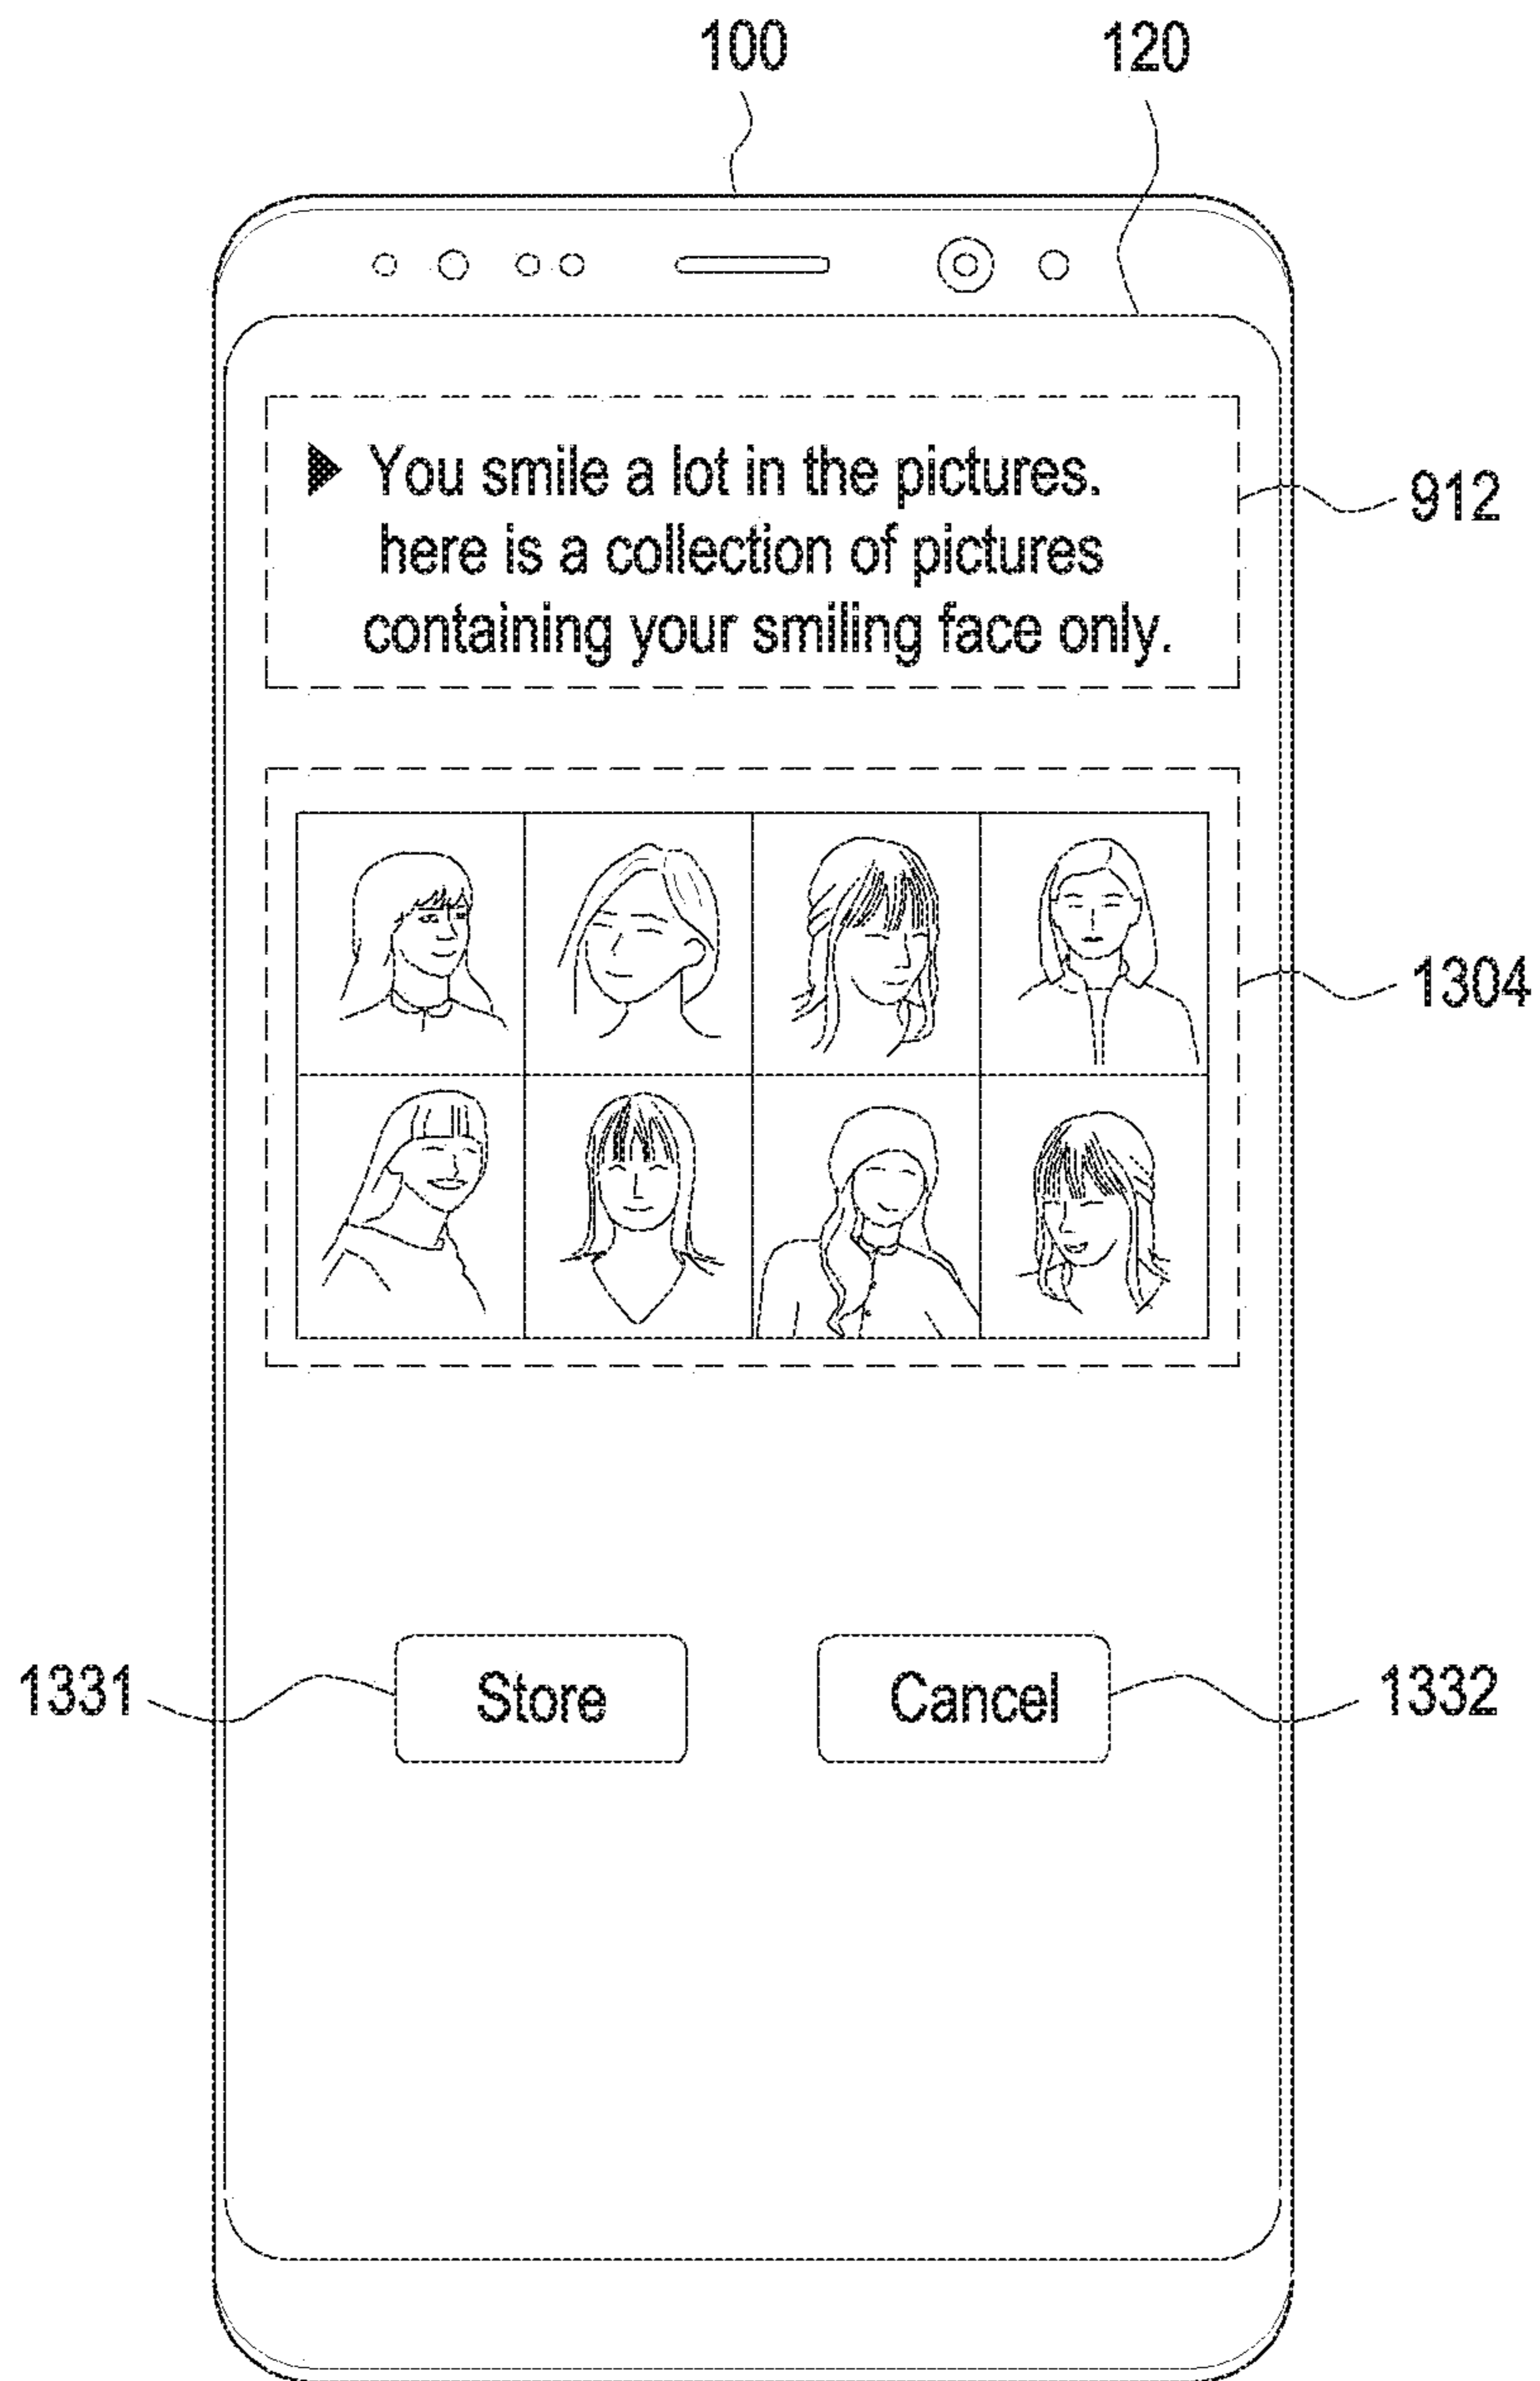 100
120
▶ You smile a lot in the pictures.
here is a collection of pictures
containing your smiling face only.
912
1304
1331
Store
Cancel
1332